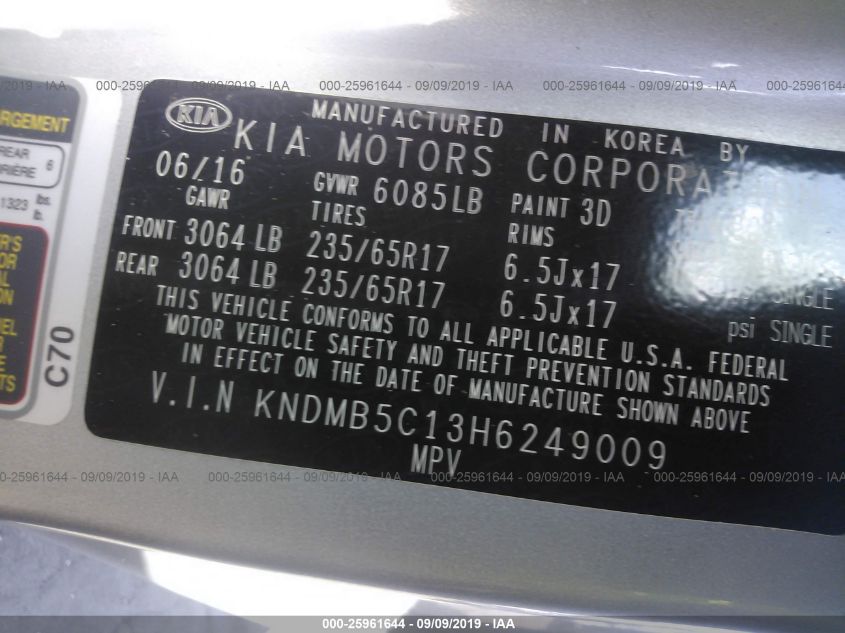 000-25961644 - 09/09/2019 - IAA
000-25961644 - 09/09/2019 - IAA
000-25961644 - 09/09/2019 - IAA
KIA
MANUFACTURED IN KOREA BY
KIA MOTORS
06/16 GVWR 6085LB PAINT 3D
GAWR TIRES RIMS
FRONT 3064 LB 235/65R17 6.5Jx17 SINGLE
REAR 3064 LB 235/65R17 6.5Jx17 psi SINGLE
THIS VEHICLE CONFORMS TO ALL APPLICABLE U.S.A. FEDERAL
MOTOR VEHICLE SAFETY AND THEFT PREVENTION STANDARDS
IN EFFECT ON THE DATE OF MANUFACTURE SHOWN ABOVE
V.I.N KNDMB5C13H6249009
MPV
REAR 6
1323 lbs.
lb.
C70
000-25961644 - 09/09/2019 - IAA
000-25961644 - 09/09/2019 - IAA
000-25961644 - 09/09/2019 - IAA
000-25961644 - 09/09/2019 - IAA